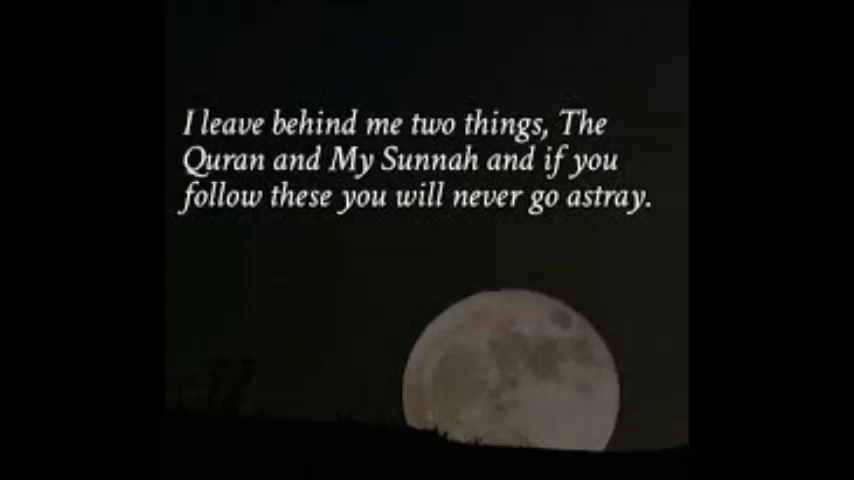 I leave behind me two things, The
Quran and My Sunnah and if you
follow these you will never go astray.